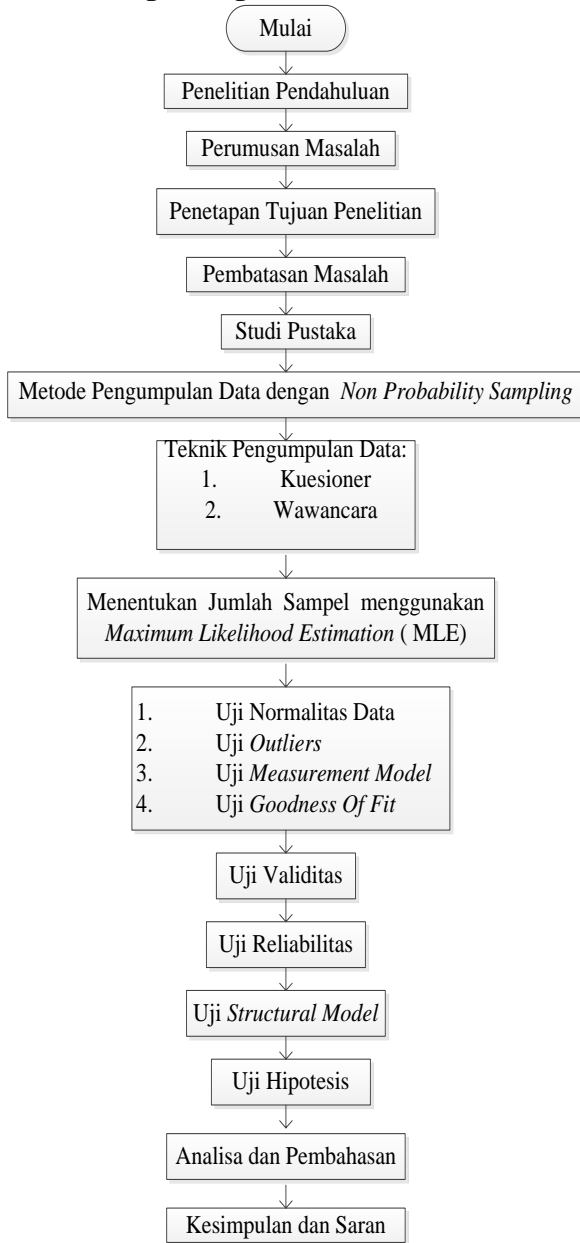 Mulai
Penelitian Pendahuluan
Perumusan Masalah
Penetapan Tujuan Penelitian
Pembatasan Masalah
Studi Pustaka
Metode Pengumpulan Data dengan Non Probability Sampling
Teknik Pengumpulan Data:
1. Kuesioner
2. Wawancara
Menentukan Jumlah Sampel menggunakan
Maximum Likelihood Estimation ( MLE)
1. Uji Normalitas Data
2. Uji Outliers
3. Uji Measurement Model
4. Uji Goodness Of Fit
Uji Validitas
Uji Reliabilitas
Uji Structural Model
Uji Hipotesis
Analisa dan Pembahasan
Kesimpulan dan Saran